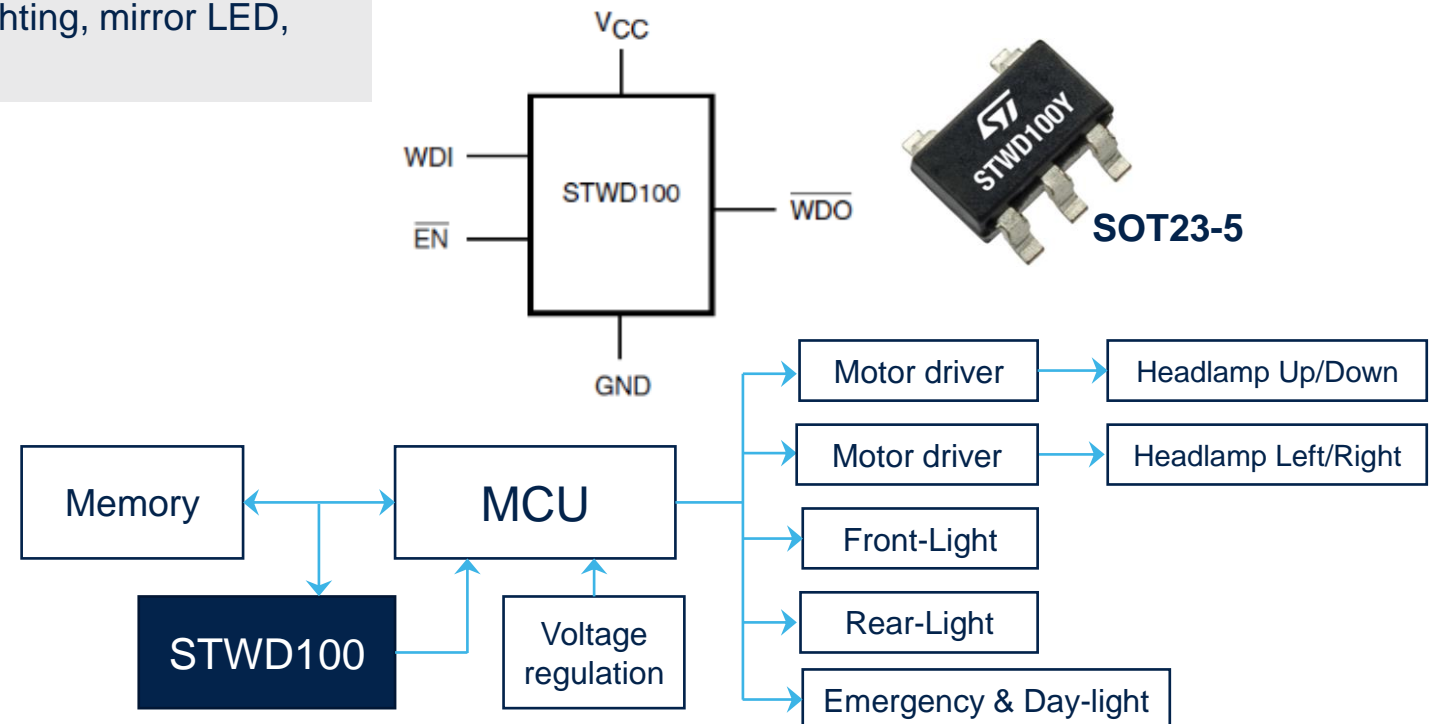 hting, mirror LED,
VCC
WDI
STWD100
EN
WDO
GND
ST
STWD100Y
SOT23-5
Motor driver
Headlamp Up/Down
Motor driver
Headlamp Left/Right
Memory
MCU
Front-Light
STWD100
Voltage
regulation
Rear-Light
Emergency & Day-light